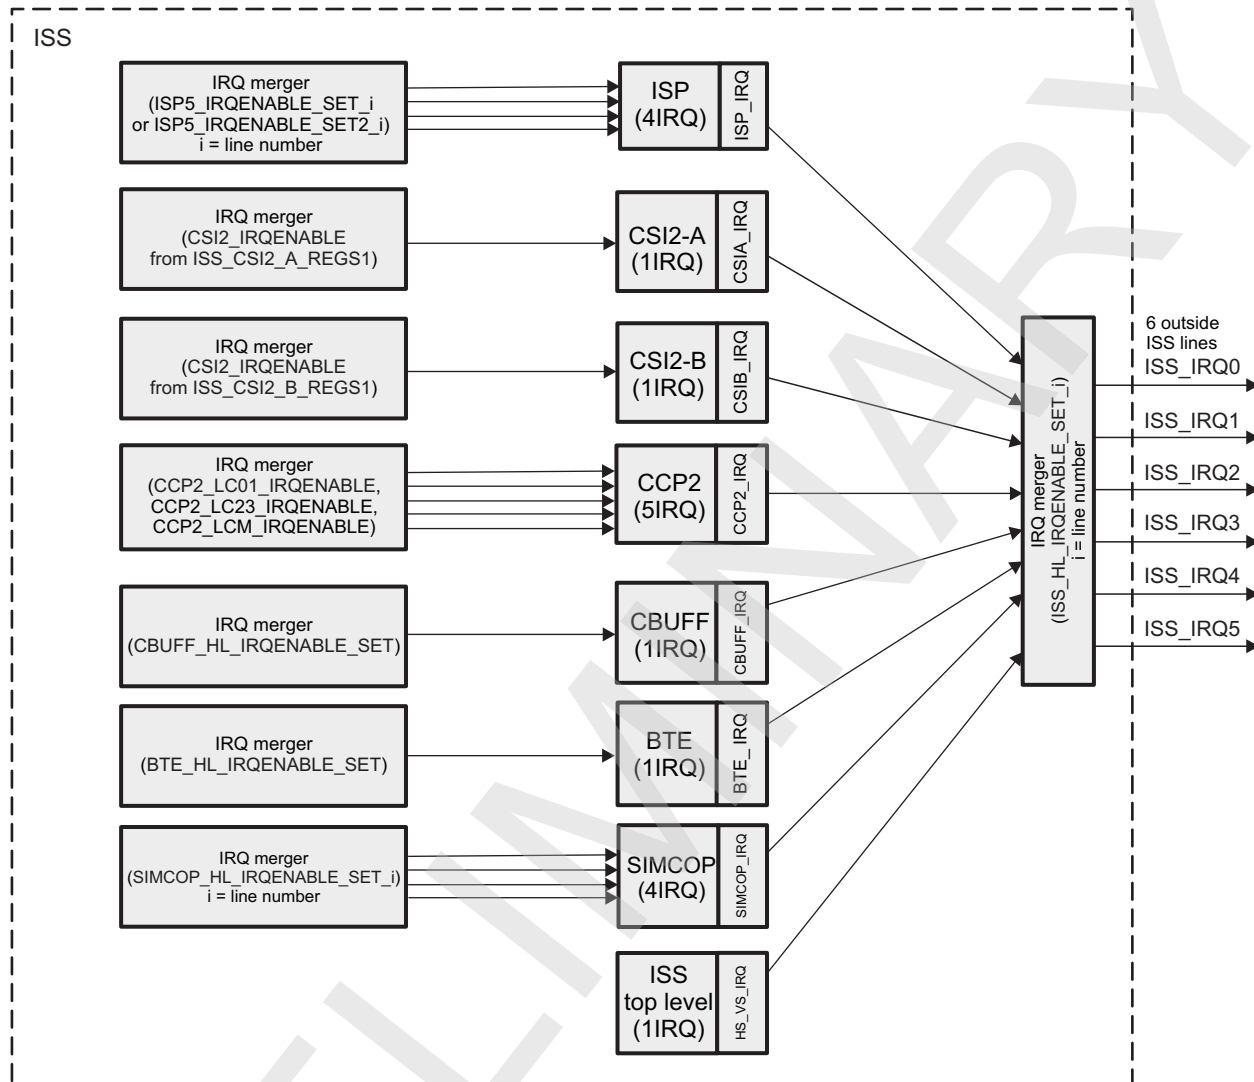 ISS
IRQ merger
(ISP5_IRQENABLE_SET_i
or ISP5_IRQENABLE_SET2_i)
i = line number
ISP
(4IRQ)
ISP_IRQ
IRQ merger
(CSI2_IRQENABLE
from ISS_CSI2_A_REGS1)
CSI2-A
(1IRQ)
CSIA_IRQ
IRQ merger
(CSI2_IRQENABLE
from ISS_CSI2_B_REGS1)
CSI2-B
(1IRQ)
CSIB_IRQ
IRQ merger
(CCP2_LC01_IRQENABLE,
CCP2_LC23_IRQENABLE,
CCP2_LCM_IRQENABLE)
CCP2
(5IRQ)
CCP2_IRQ
IRQ merger
(CBUFF_HL_IRQENABLE_SET)
CBUFF
(1IRQ)
CBUFF_IRQ
IRQ merger
(BTE_HL_IRQENABLE_SET)
BTE
(1IRQ)
BTE_IRQ
IRQ merger
(SIMCOP_HL_IRQENABLE_SET_i)
i = line number
SIMCOP
(4IRQ)
SIMCOP_IRQ
ISS
top level
(1IRQ)
HS_VS_IRQ
IRQ merger
(ISS_HL_IRQENABLE_SET_i)
i = line number
6 outside
ISS lines
ISS_IRQ0
ISS_IRQ1
ISS_IRQ2
ISS_IRQ3
ISS_IRQ4
ISS_IRQ5
ELIMINARY